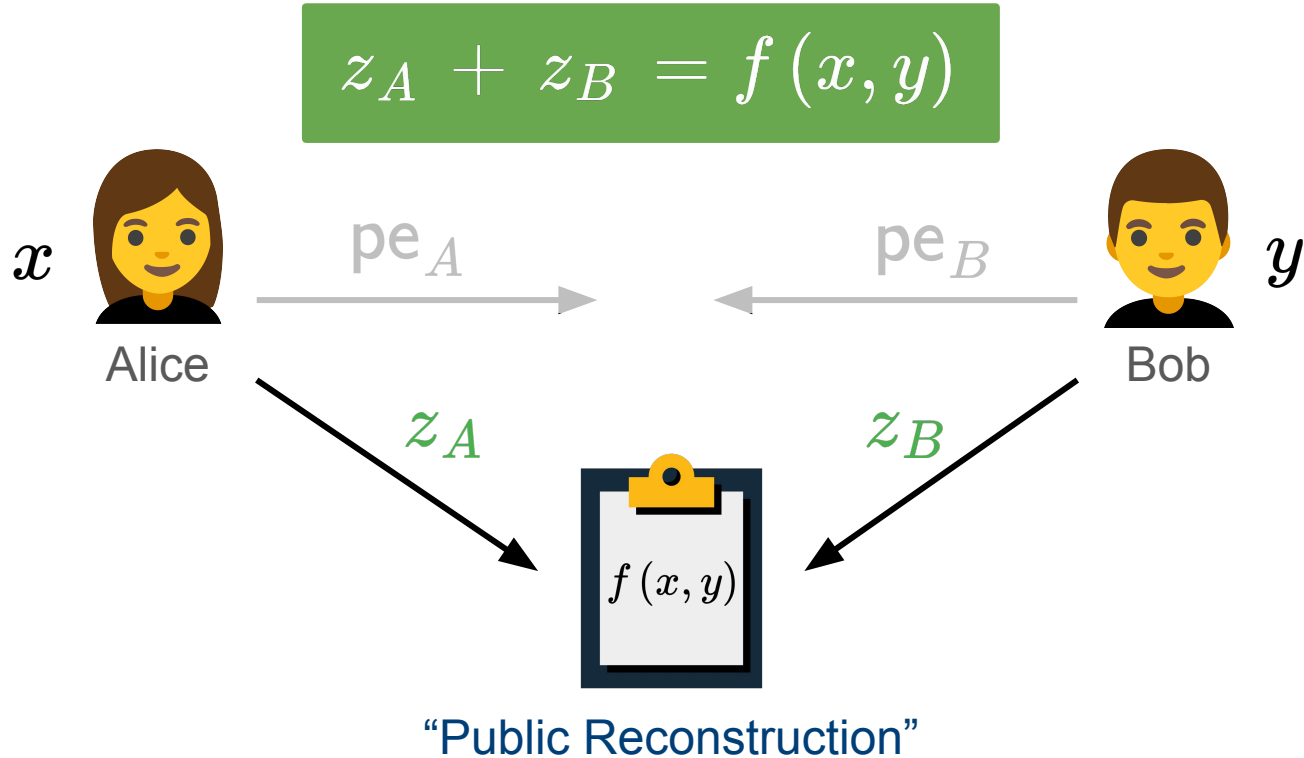 z_A + z_B = f(x, y)
x
pe_A
pe_B
y
Alice
Bob
z_A
z_B
f(x, y)
“Public Reconstruction”